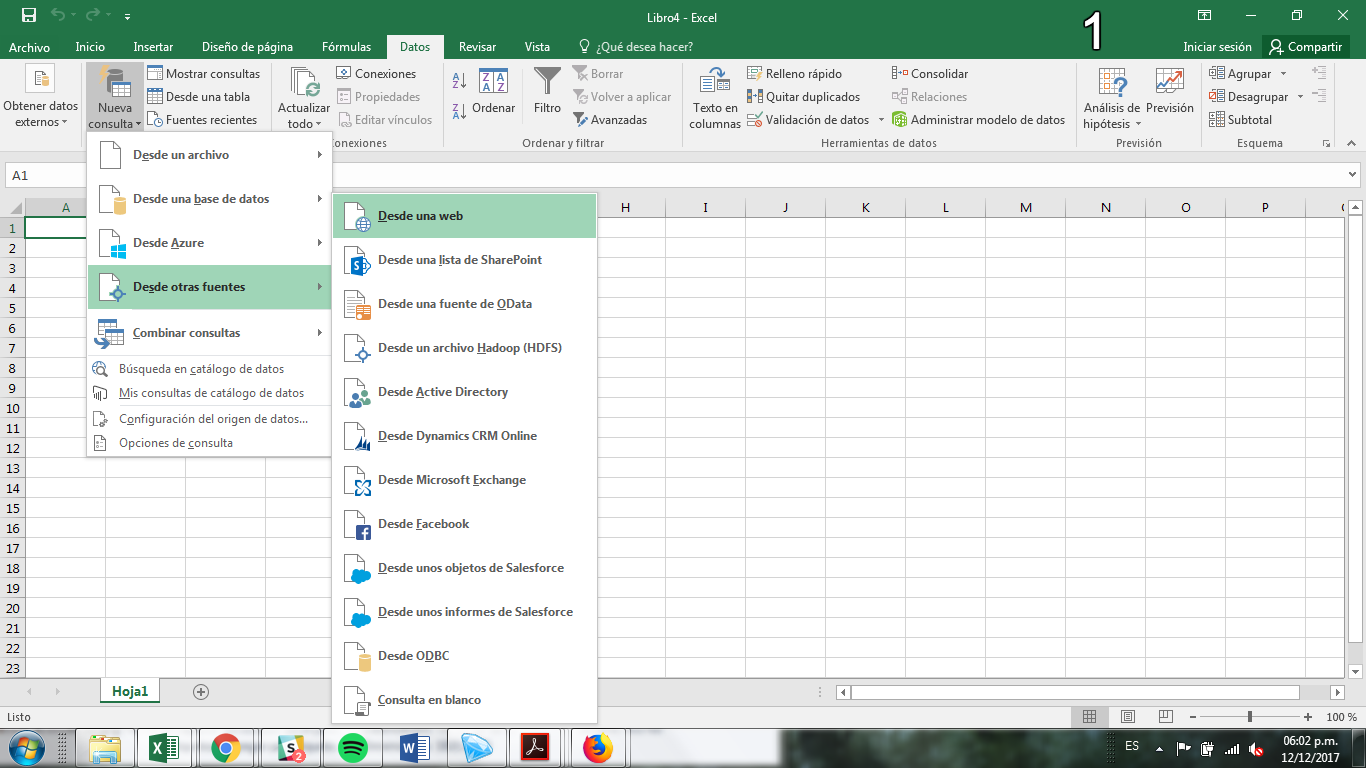 Libro4 - Excel
1
Archivo Inicio Insertar Diseño de página Fórmulas Datos Revisar Vista ¿Qué desea hacer? Iniciar sesión Compartir
Obtener datos externos
Nueva consulta
Mostrar consultas
Desde una tabla
Fuentes recientes
Actualizar todo
Conexiones
Propiedades
Editar vínculos
onexiones
A Z
Z A
Z A
A Z
Ordenar
Filtro
Borrar
Volver a aplicar
Avanzadas
Ordenar y filtrar
Texto en columnas
Relleno rápido
Quitar duplicados
Validación de datos
Consolidar
Relaciones
Administrar modelo de datos
Herramientas de datos
Análisis de hipótesis
Previsión
Previsión
Agrupar
Desagrupar
Subtotal
Esquema
A1
Desde un archivo
Desde una base de datos
Desde Azure
Desde otras fuentes
Combinar consultas
Búsqueda en catálogo de datos
Mis consultas de catálogo de datos
Configuración del origen de datos...
Opciones de consulta
Desde una web
Desde una lista de SharePoint
Desde una fuente de OData
Desde un archivo Hadoop (HDFS)
Desde Active Directory
Desde Dynamics CRM Online
Desde Microsoft Exchange
Desde Facebook
Desde unos objetos de Salesforce
Desde unos informes de Salesforce
Desde ODBC
Consulta en blanco
A H I J K L M N O P
1
2
3
4
5
6
7
8
9
10
11
12
13
14
15
16
17
18
19
20
21
22
23
Hoja1
Listo
100 %
2
ES
06:02 p.m.
12/12/2017